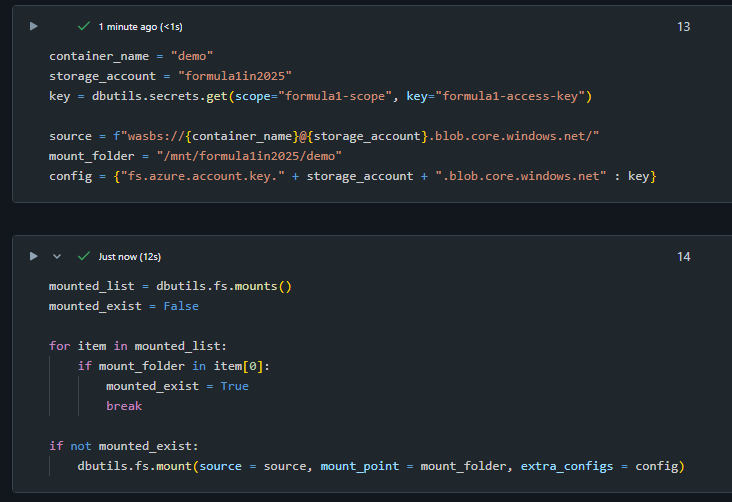 1 minute ago (<1s)
13
container_name = "demo"
storage_account = "formula1in2025"
key = dbutils.secrets.get(scope="formula1-scope", key="formula1-access-key")
source = f"wasbs://{container_name}@{storage_account}.blob.core.windows.net/"
mount_folder = "/mnt/formula1in2025/demo"
config = {"fs.azure.account.key." + storage_account + ".blob.core.windows.net" : key}
Just now (12s)
14
mounted_list = dbutils.fs.mounts()
mounted_exist = False
for item in mounted_list:
    if mount_folder in item[0]:
        mounted_exist = True
        break
if not mounted_exist:
    dbutils.fs.mount(source = source, mount_point = mount_folder, extra_configs = config)